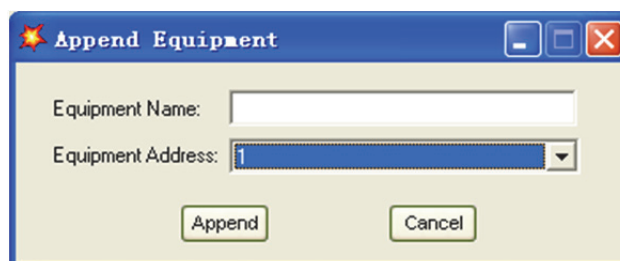 Append Equipment
Equipment Name:
Equipment Address: 1
Append Cancel